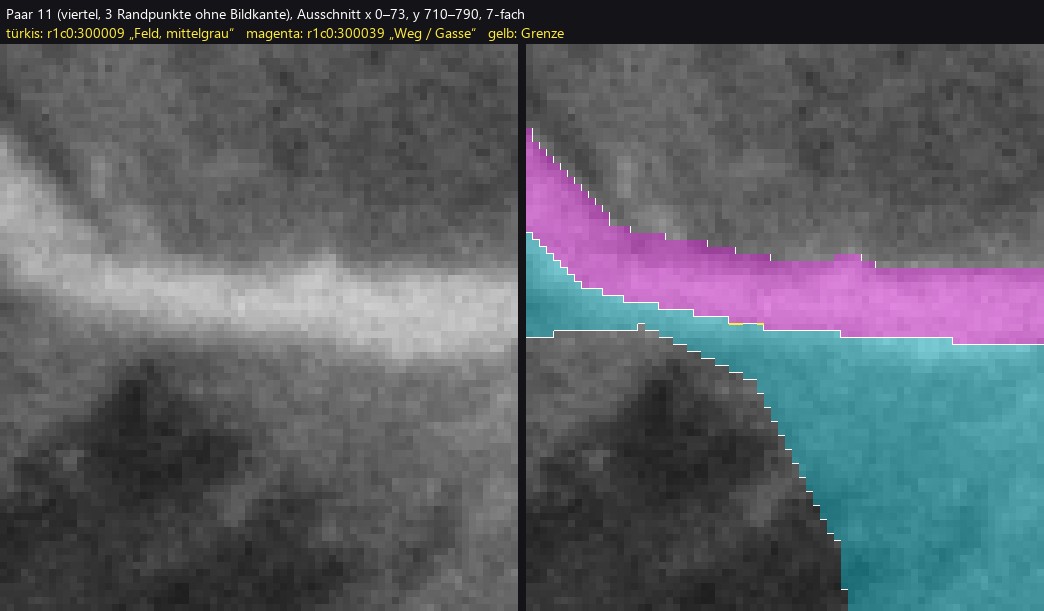 Paar 11 (viertel, 3 Randpunkte ohne Bildkante), Ausschnitt x 0–73, y 710–790, 7-fach
türkis: r1c0:300009 „Feld, mittelgrau“ magenta: r1c0:300039 „Weg / Gasse“ gelb: Grenze